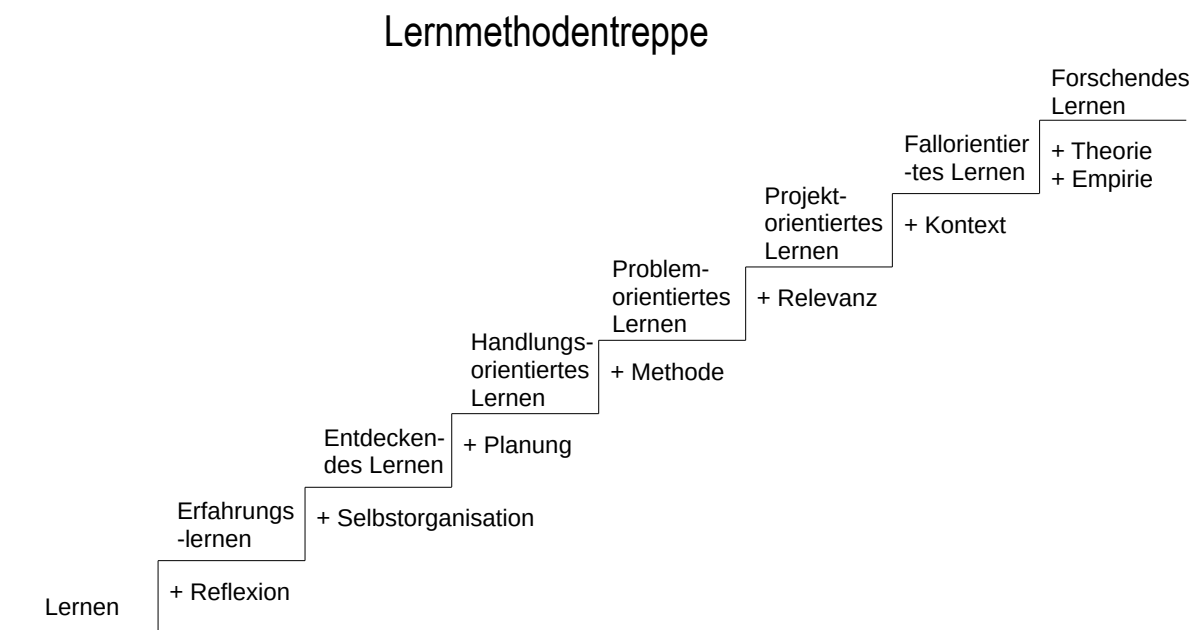 Lernmethodentreppe
Forschendes
Lernen
+ Theorie
+ Empirie
Fallorientier
-tes Lernen
+ Kontext
Projekt-
orientiertes
Lernen
+ Relevanz
Problem-
orientiertes
Lernen
+ Methode
Handlungs-
orientiertes
Lernen
+ Planung
Entdecken-
des Lernen
+ Selbstorganisation
Erfahrungs
-lernen
+ Reflexion
Lernen